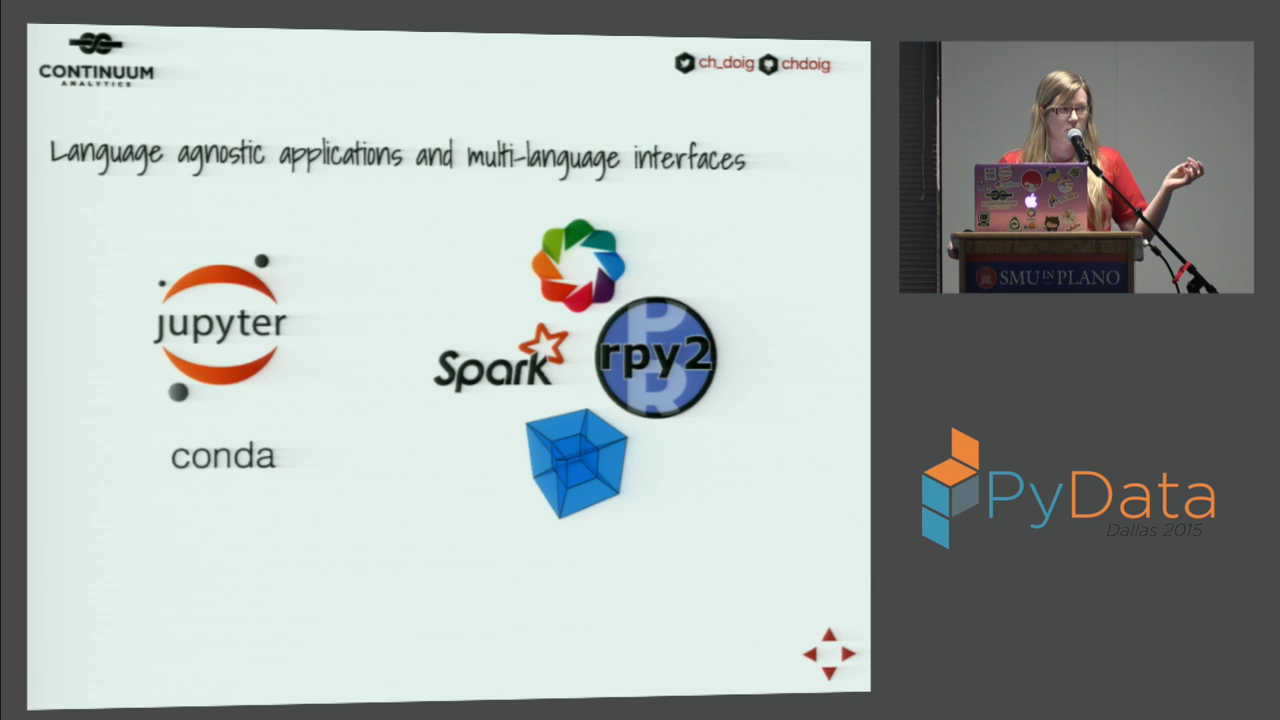 CONTINUUM
ANALYTICS
ch_doig chdoig
Language agnostic applications and multi-language interfaces
jupyter
Spark
rpy2
PR
conda
SMU IN PLANO
PyData
Dallas 2015